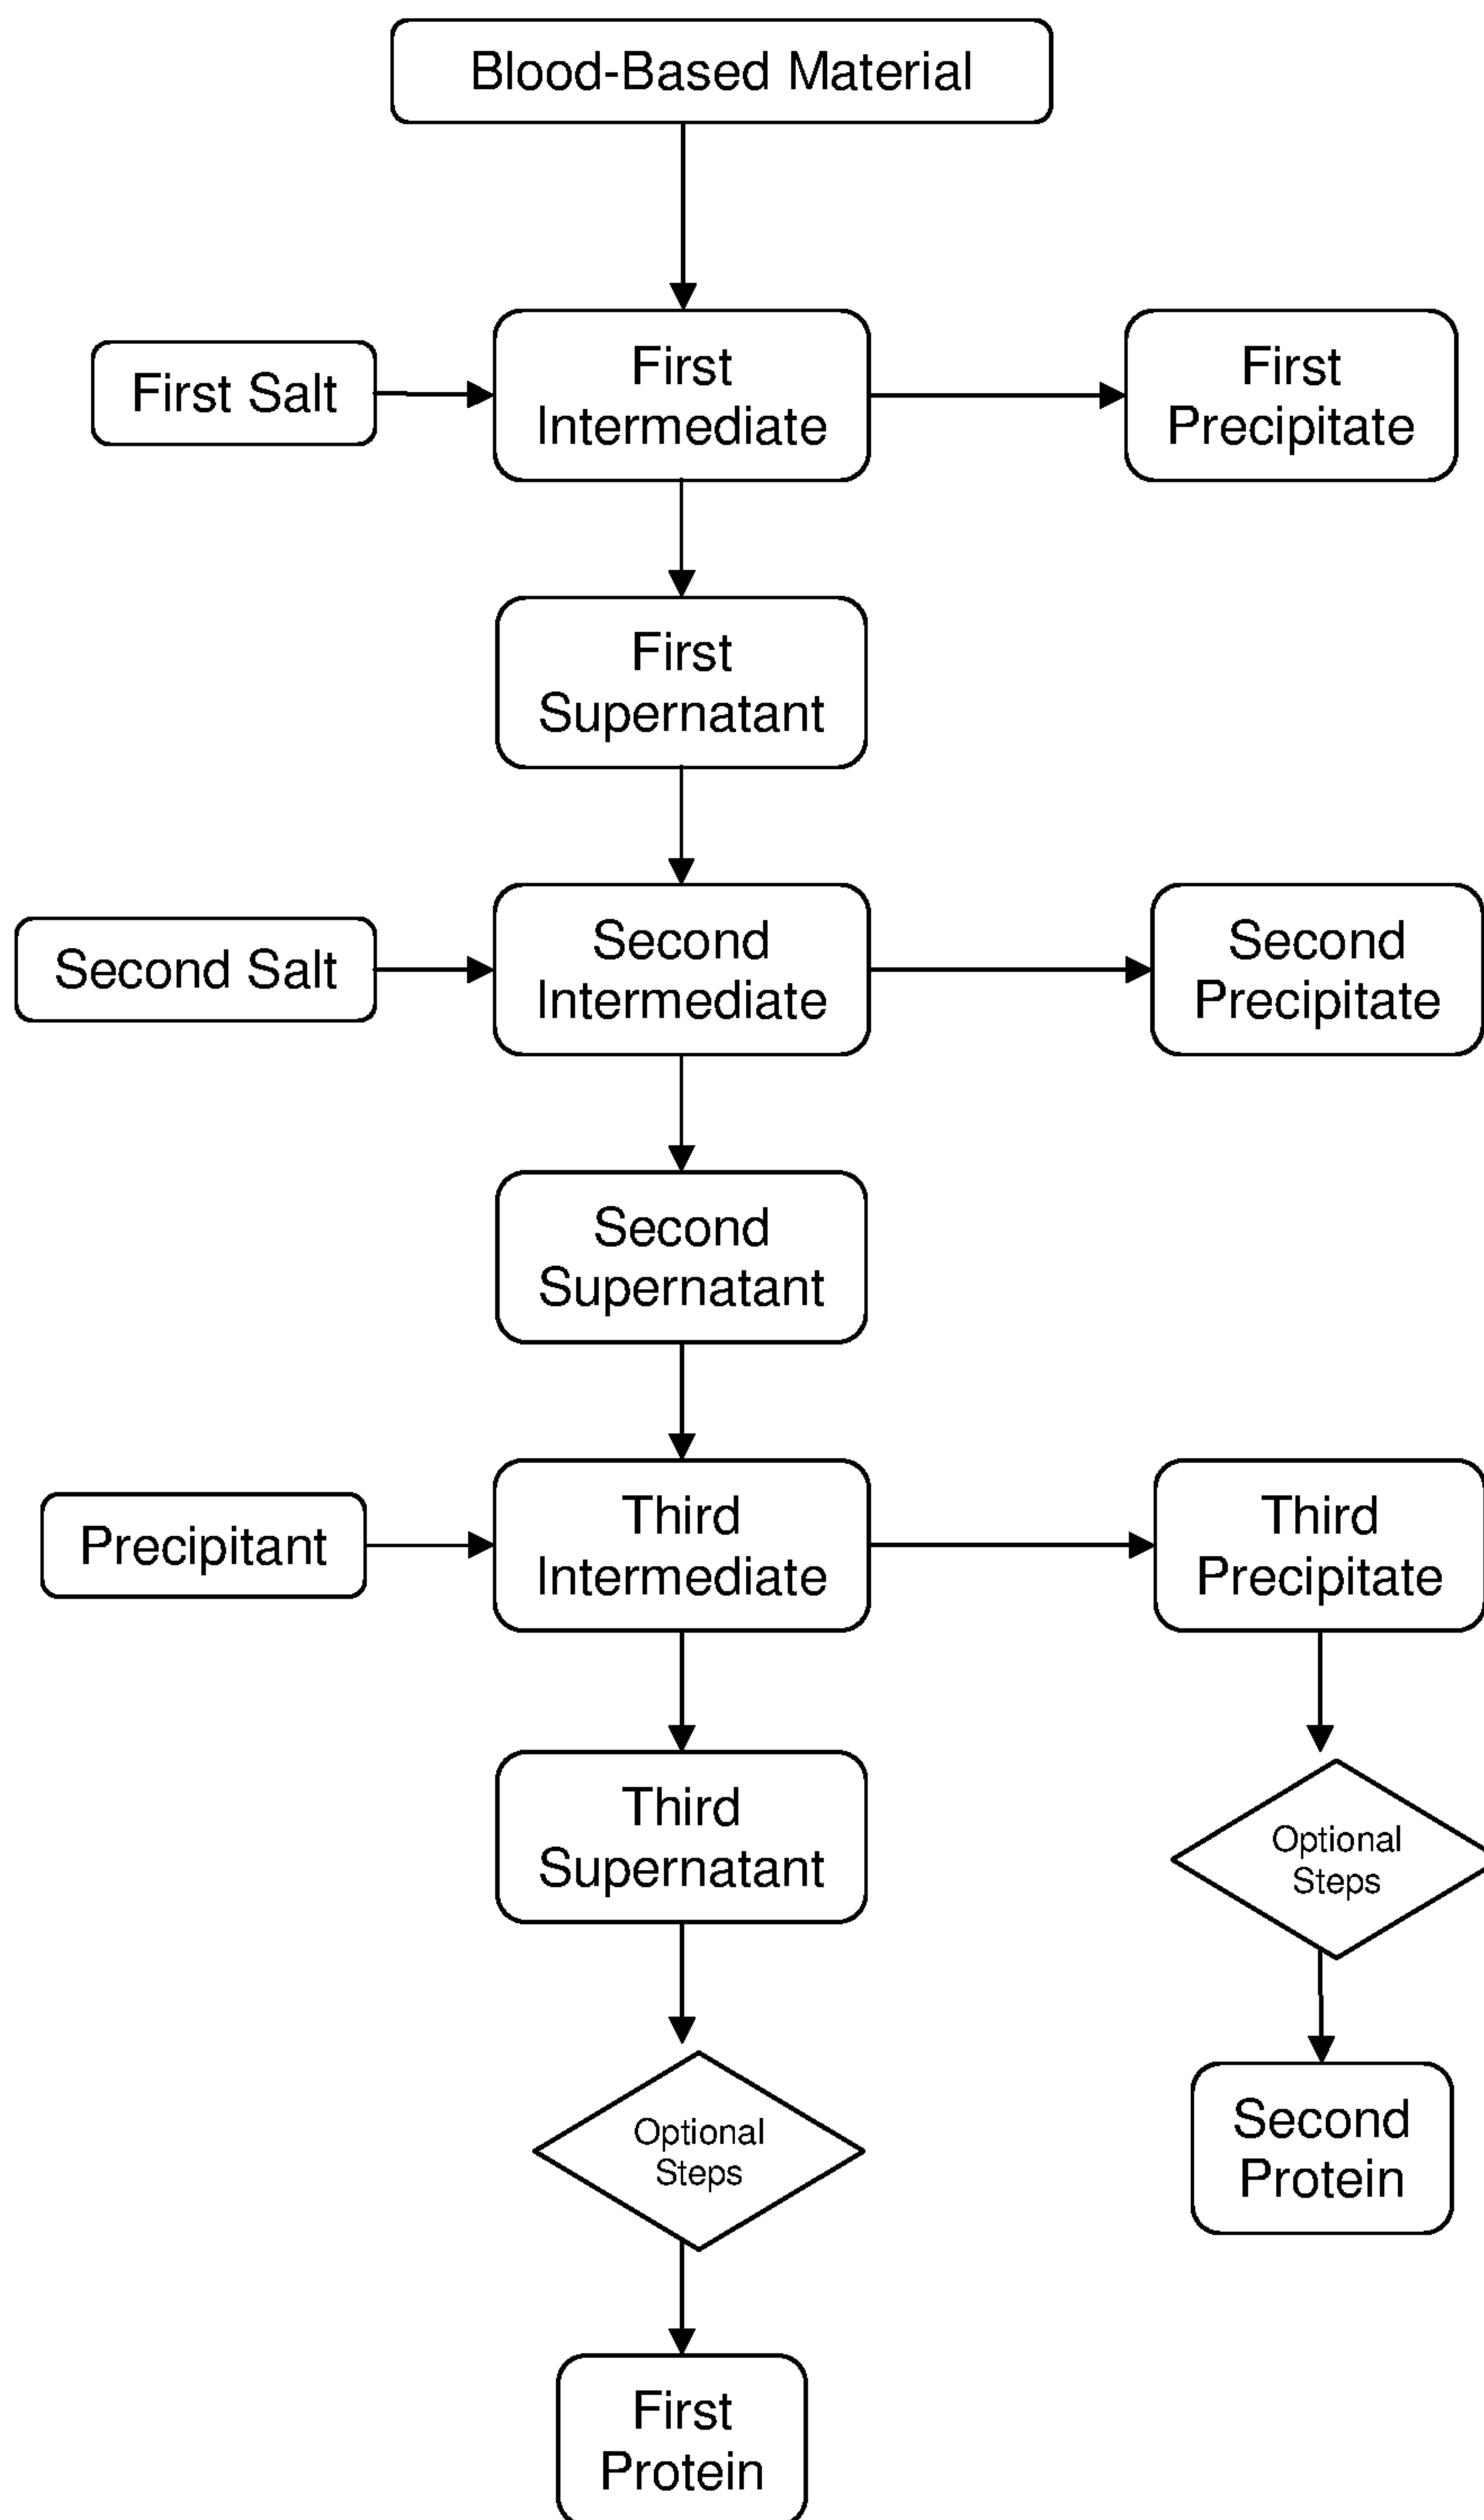 Blood-Based Material
First Salt
First
Intermediate
First
Precipitate
First
Supernatant
Second Salt
Second
Intermediate
Second
Precipitate
Second
Supernatant
Precipitant
Third
Intermediate
Third
Precipitate
Third
Supernatant
Optional
Steps
Optional
Steps
Second
Protein
First
Protein